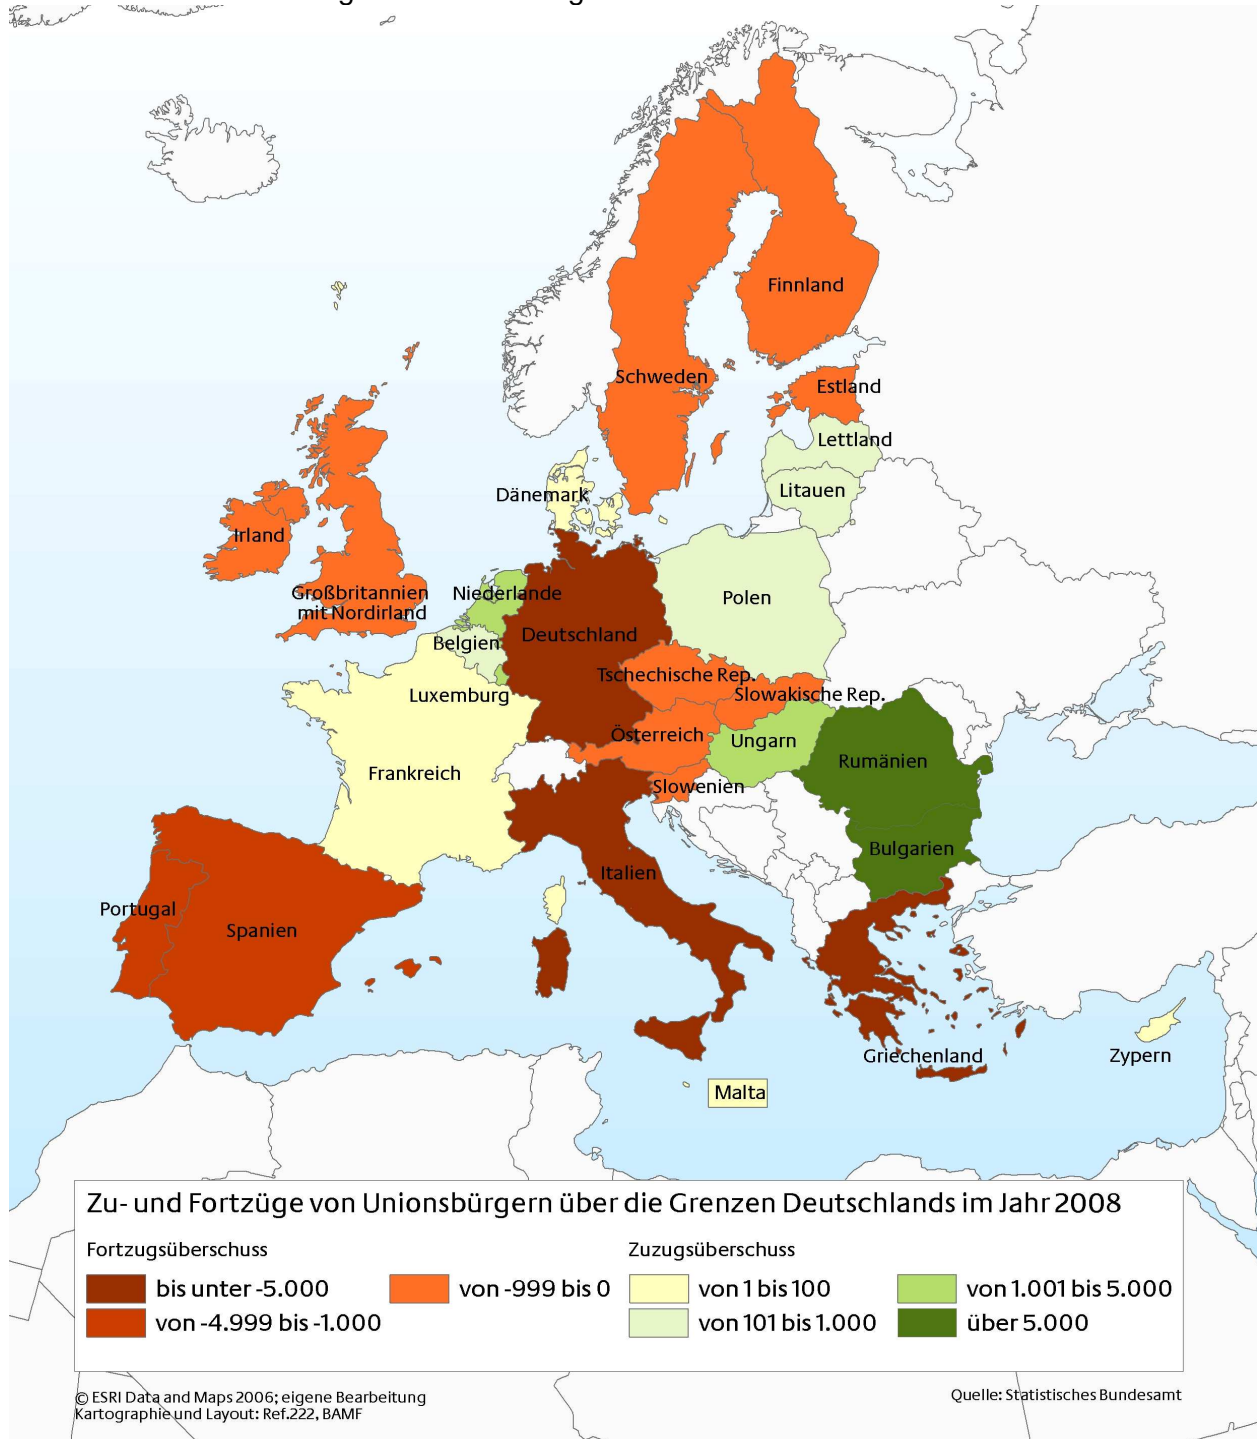 Finnland
Schweden
Estland
Lettland
Litauen
Dänemark
Irland
Großbritannien
mit Nordirland
Niederlande
Polen
Deutschland
Belgien
Tschechische Rep.
Slowakische Rep.
Luxemburg
Österreich
Ungarn
Rumänien
Frankreich
Slowenien
Bulgarien
Italien
Portugal
Spanien
Griechenland
Zypern
Malta
Zu- und Fortzüge von Unionsbürgern über die Grenzen Deutschlands im Jahr 2008
Fortzugsüberschuss
bis unter -5.000
von -999 bis 0
von -4.999 bis -1.000
Zuzugsüberschuss
von 1 bis 100
von 1.001 bis 5.000
von 101 bis 1.000
über 5.000
© ESRI Data and Maps 2006; eigene Bearbeitung
Kartographie und Layout: Ref.222, BAMF
Quelle: Statistisches Bundesamt